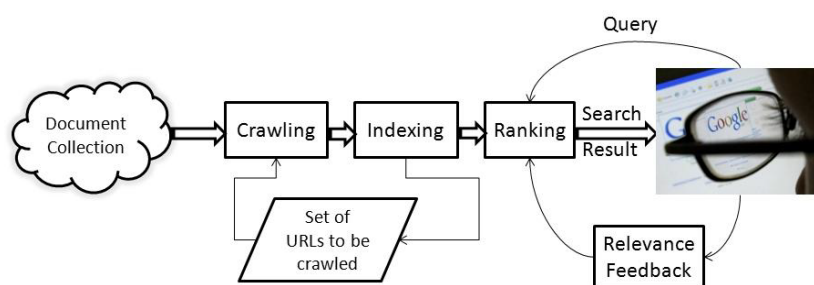 Query
Document
Collection
Crawling
Indexing
Ranking
Search
Result
Google
Set of
URLs to be
crawled
Relevance
Feedback